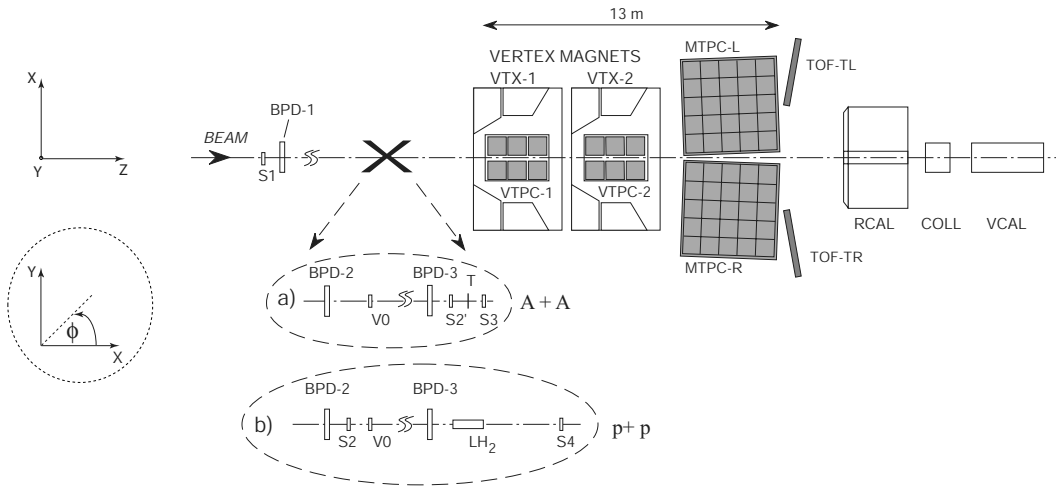 13 m
VERTEX MAGNETS
VTX-1
VTX-2
MTPC-L
TOF-TL
X
Y
Z
BPD-1
BEAM
S1
VTPC-1
VTPC-2
MTPC-R
TOF-TR
RCAL
COLL
VCAL
Y
ϕ
X
BPD-2
BPD-3
T
a)
V0
S2'
S3
A + A
BPD-2
BPD-3
b)
S2
V0
LH2
S4
p+ p